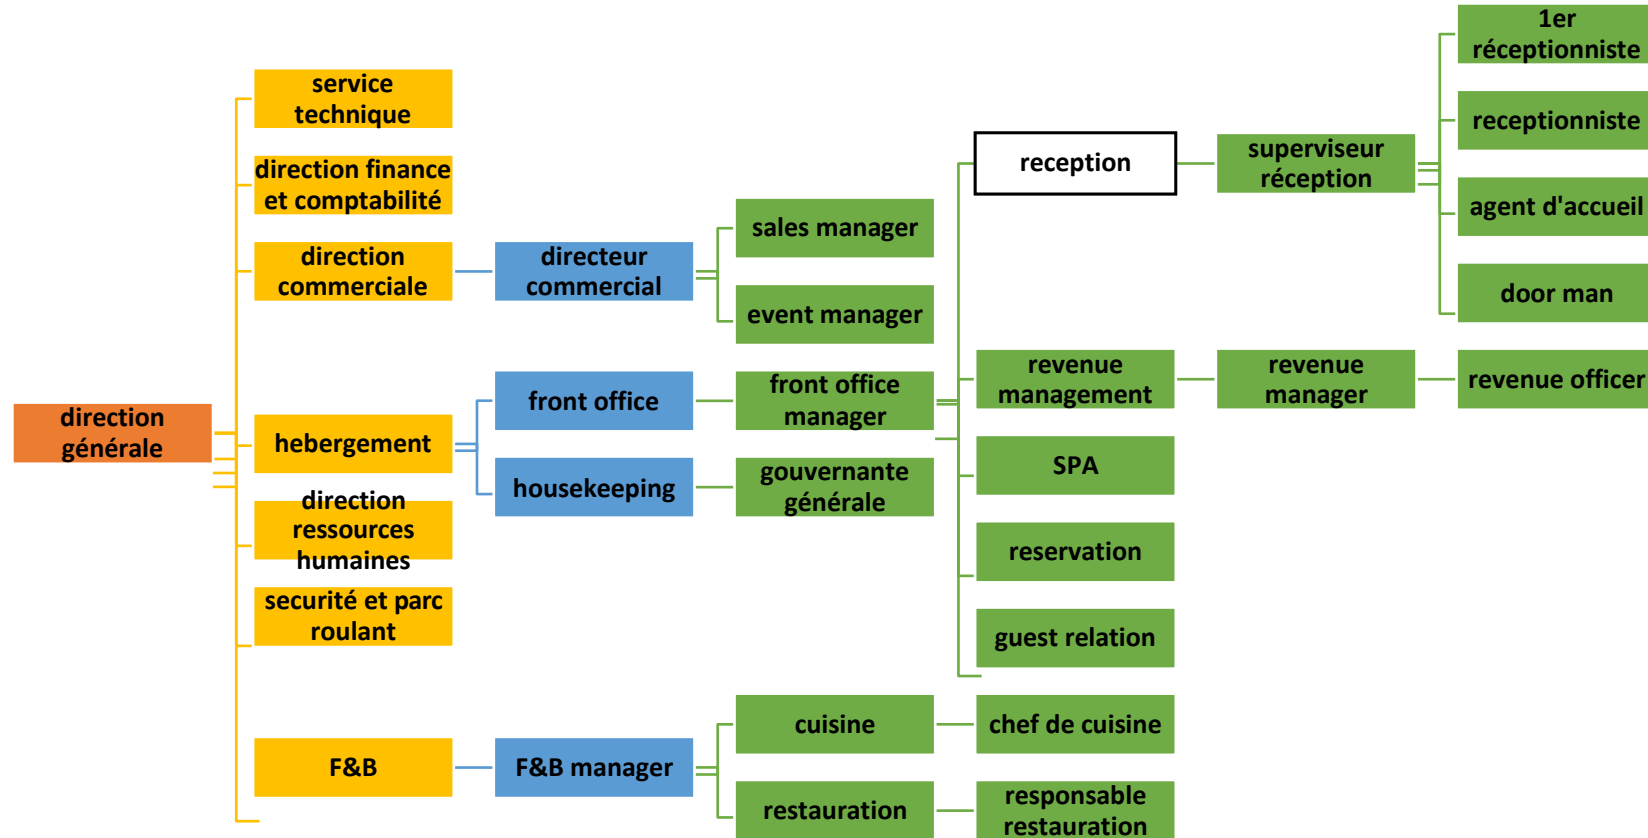 direction
générale
service
technique
direction finance
et comptabilité
direction
commerciale
hebergement
direction
ressources
humaines
securité et parc
roulant
F&B
directeur
commercial
front office
housekeeping
F&B manager
sales manager
event manager
front office
manager
gouvernante
générale
cuisine
restauration
reception
revenue
management
SPA
reservation
guest relation
chef de cuisine
responsable
restauration
superviseur
réception
revenue
manager
1er
réceptionniste
receptionniste
agent d'accueil
door man
revenue officer